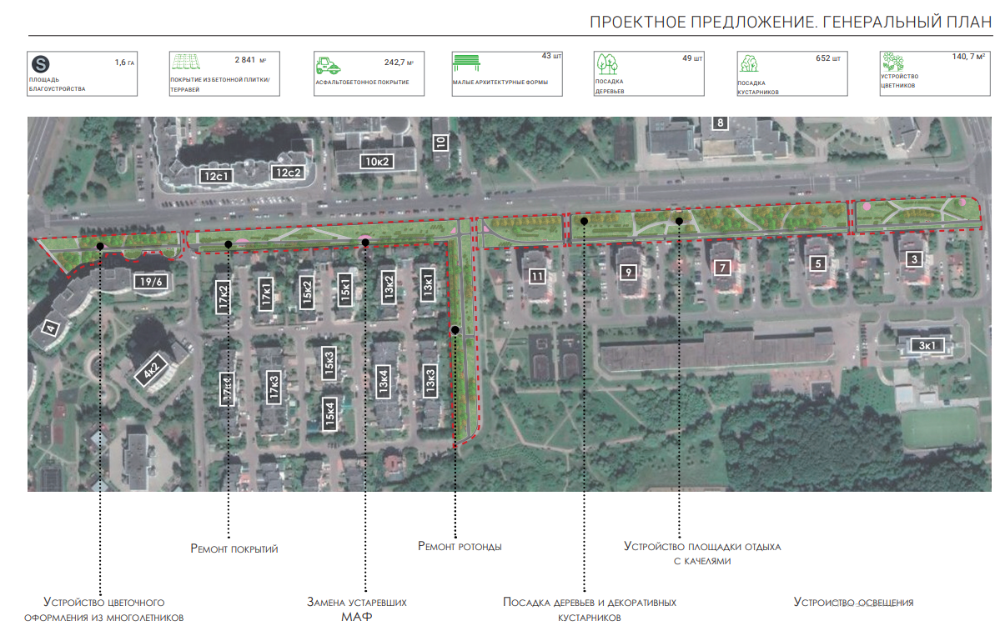 ПРОЕКТНОЕ ПРЕДЛОЖЕНИЕ. ГЕНЕРАЛЬНЫЙ ПЛАН
S
1,6 ГА
ПЛОЩАДЬ
БЛАГОУСТРОЙСТВА
2 841 М²
ПОКРЫТИЕ ИЗ БЕТОННОЙ ПЛИТКИ/
ТЕРРАВЕЙ
242,7 М²
АСФАЛЬТОБЕТОННОЕ ПОКРЫТИЕ
43 ШТ
МАЛЫЕ АРХИТЕКТУРНЫЕ ФОРМЫ
49 ШТ
ПОСАДКА
ДЕРЕВЬЕВ
652 ШТ
ПОСАДКА
КУСТАРНИКОВ
140, 7 М²
УСТРОЙСТВО
ЦВЕТНИКОВ
8
10
10к2
12с1
12с2
19/6
4
4к2
17к2
17к1
15к2
15к1
13к2
13к1
11
9
7
5
3
3к1
17к4
17к3
15к3
15к4
13к4
13к3
Ремонт покрытий
Ремонт ротонды
Устройство площадки отдыха
с качелями
Устройство цветочного
оформления из многолетников
Замена устаревших
МАФ
Посадка деревьев и декоративных
кустарников
Устройство освещения